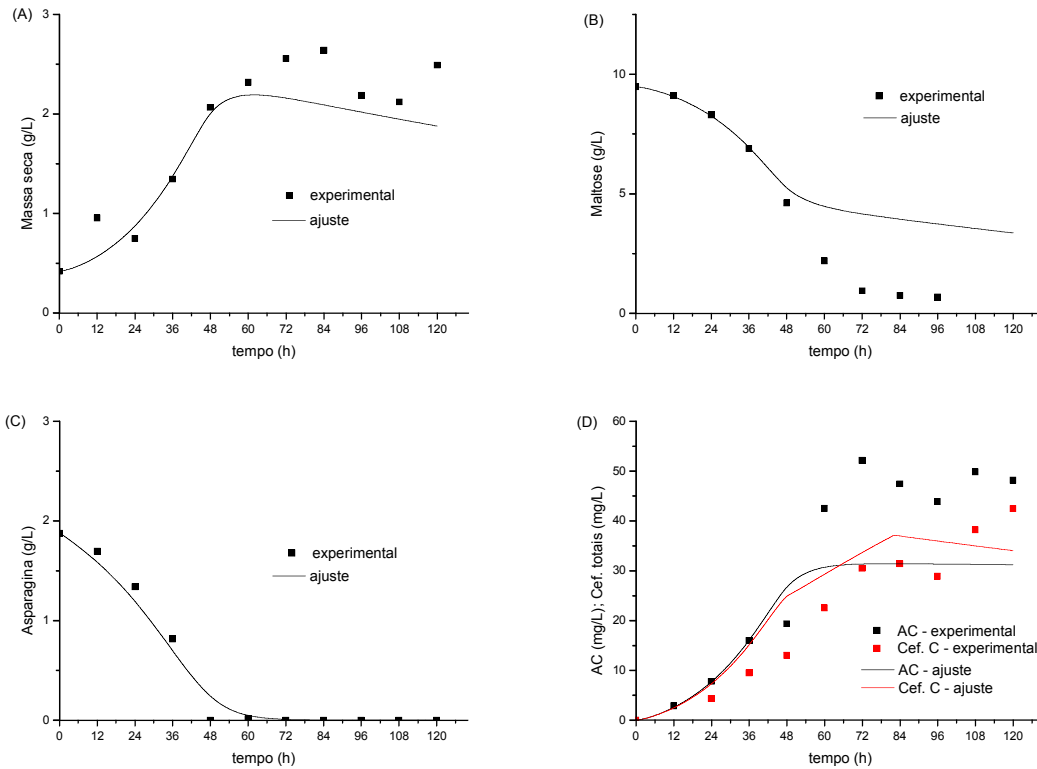 (A)
3
2
1
0
Massa seca (g/L)
experimental
ajuste
0 12 24 36 48 60 72 84 96 108 120
tempo (h)
(B)
10
5
0
Maltose (g/L)
experimental
ajuste
0 12 24 36 48 60 72 84 96 108 120
tempo (h)
(C)
3
2
1
0
Asparagina (g/L)
experimental
ajuste
0 12 24 36 48 60 72 84 96 108 120
tempo (h)
(D)
60
50
40
30
20
10
0
AC (mg/L); Cef. totais (mg/L)
AC - experimental
Cef. C - experimental
AC - ajuste
Cef. C - ajuste
0 12 24 36 48 60 72 84 96 108 120
tempo (h)